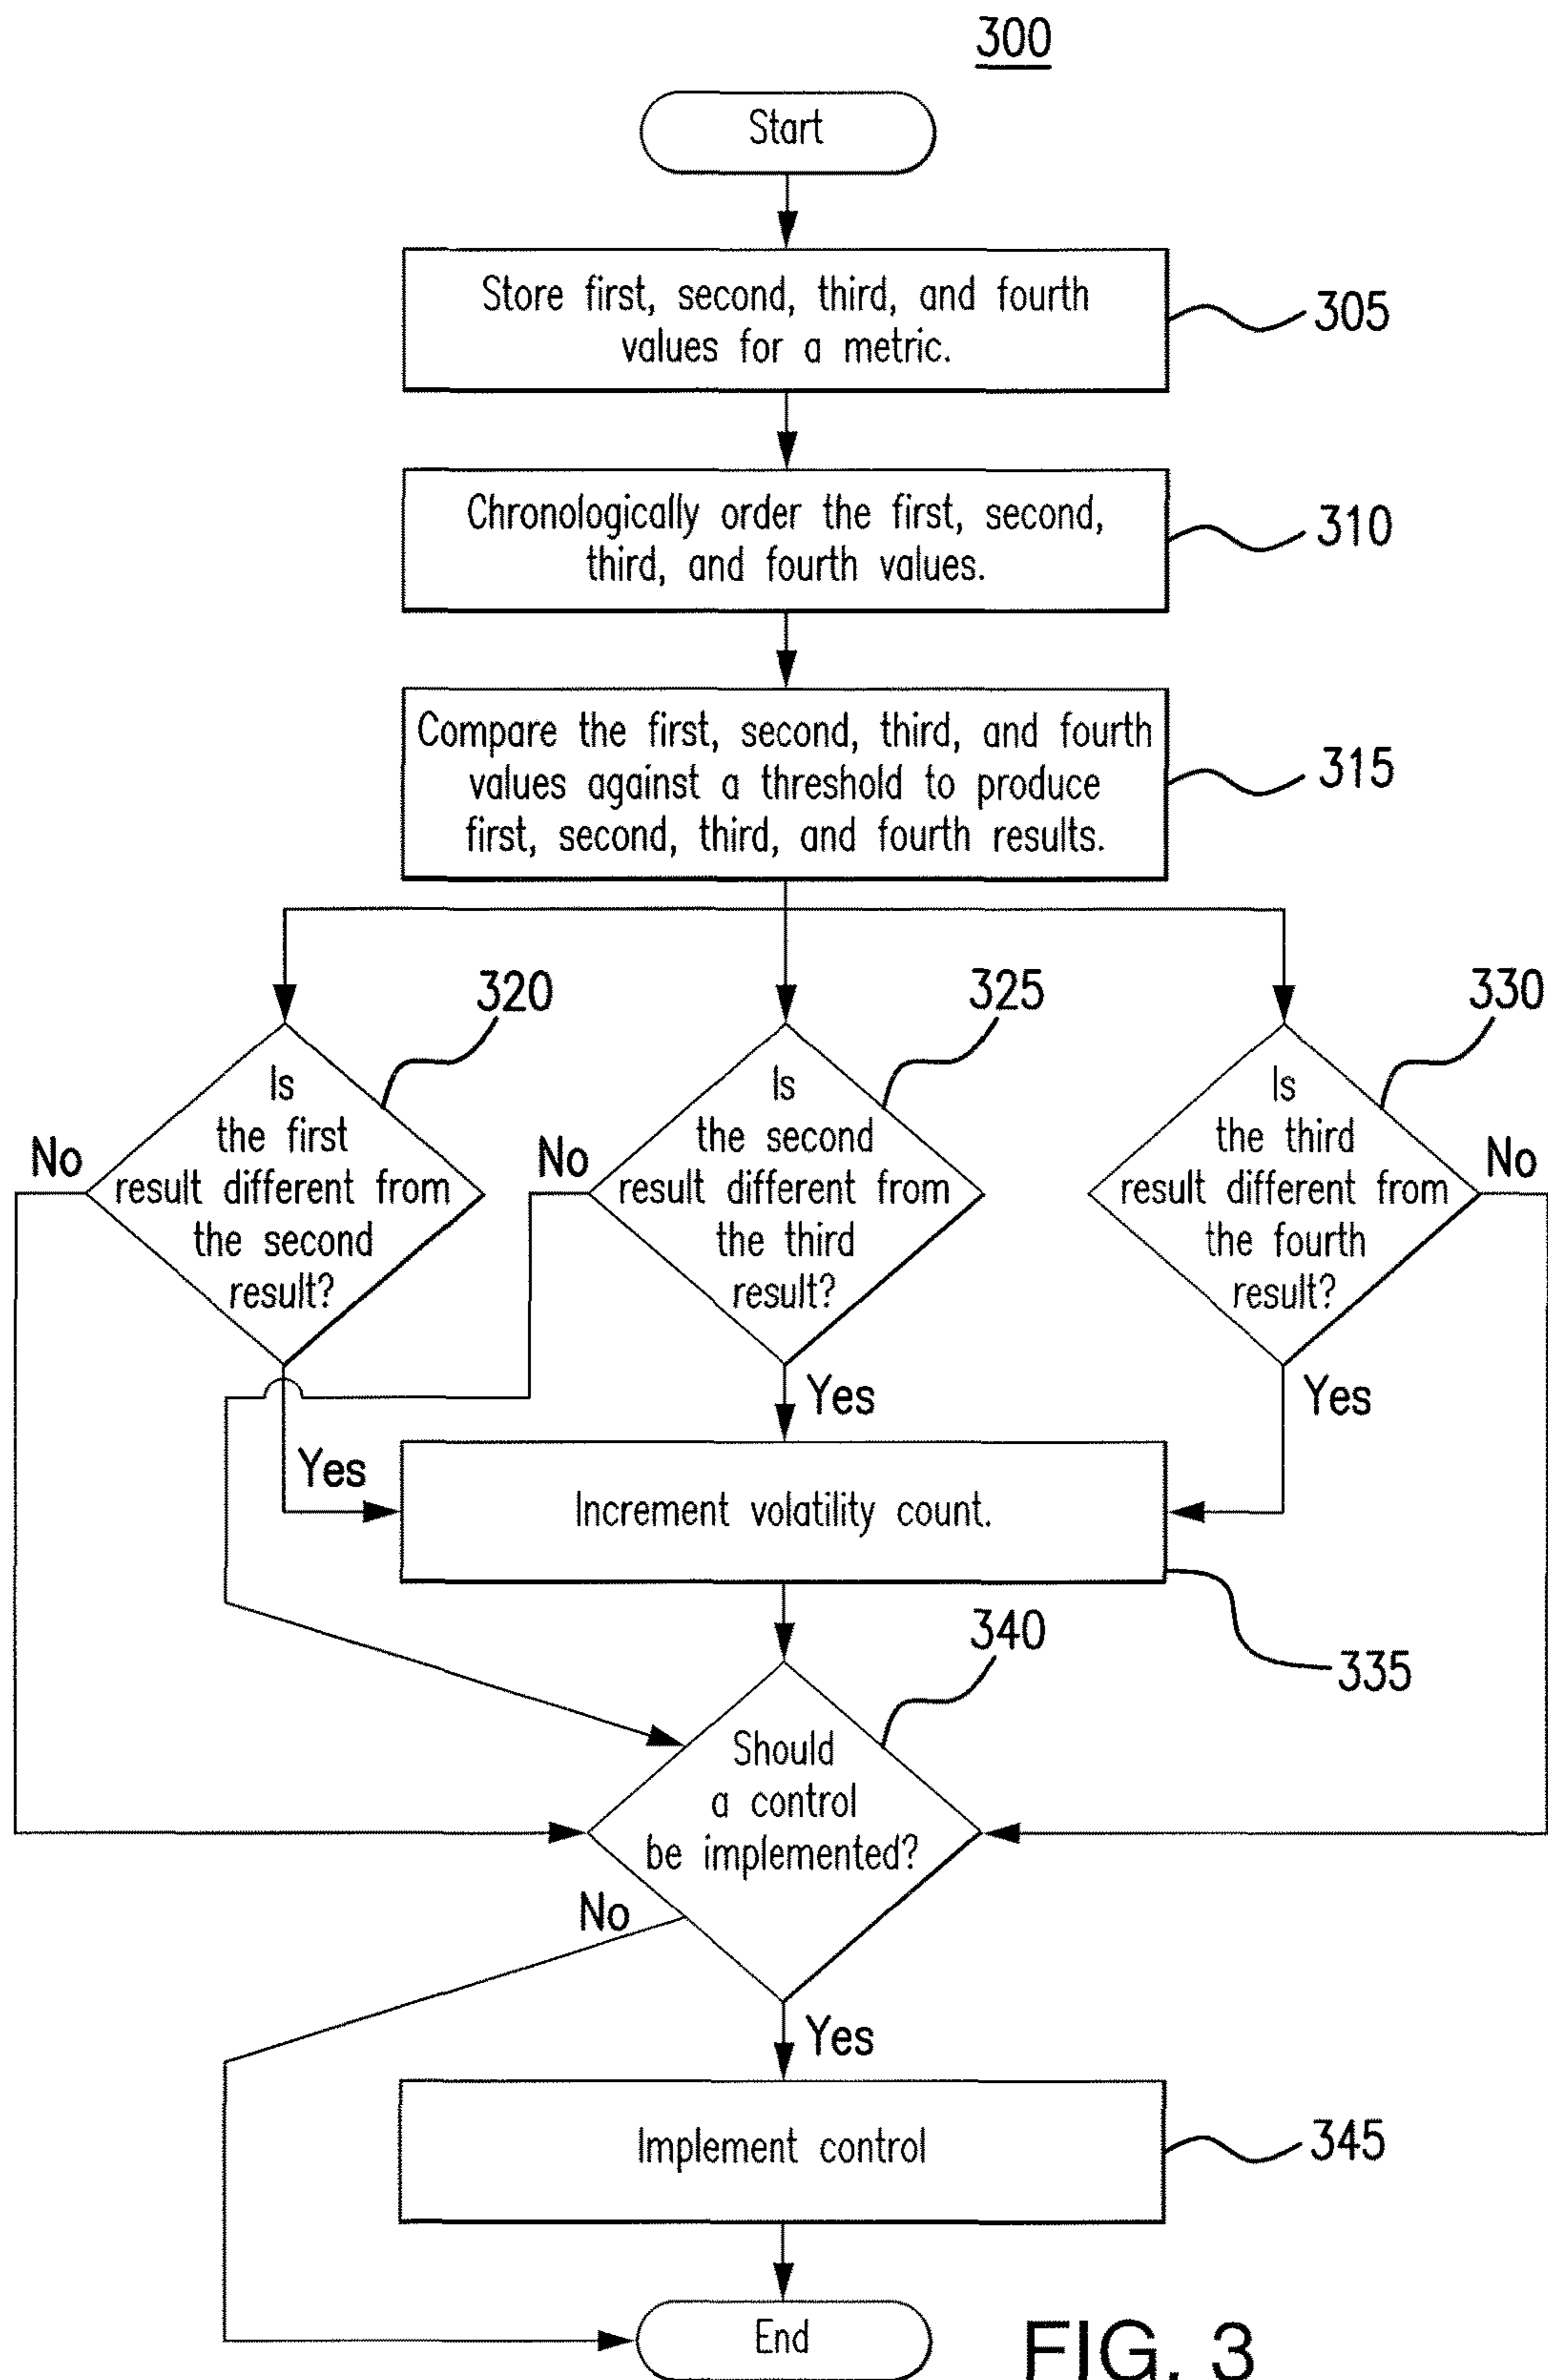 300
Start
Store first, second, third, and fourth
values for a metric.
305
Chronologically order the first, second,
third, and fourth values.
310
Compare the first, second, third, and fourth
values against a threshold to produce
first, second, third, and fourth results.
315
320
325
330
Is
the first
result different from
the second
result?
No
Yes
Is
the second
result different from
the third
result?
No
Yes
Is
the third
result different from
the fourth
result?
No
Yes
Increment volatility count.
335
340
Should
a control
be implemented?
No
Yes
Implement control
345
End
FIG. 3